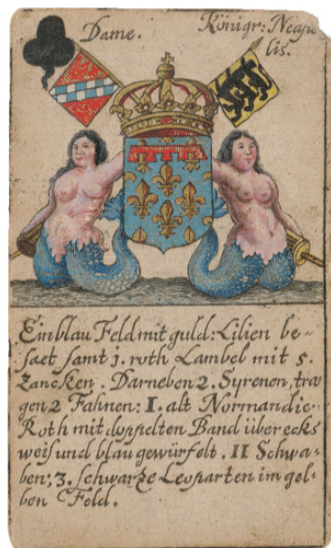 Dame. Königr: Neapo
lis.
Ein blau Feld mit guld: Lilien be-
saet samt 1. roth Lambel mit 5.
Zancken. Darneben 2. Syrenen, tra
gen 2 Fahnen: I. alt Normandie-
Roth mit doppelten Band über ecks
weis und blau gewürfelt. II Schwa-
ben; 3. schwartze Leoparten im gel-
ben Feld.